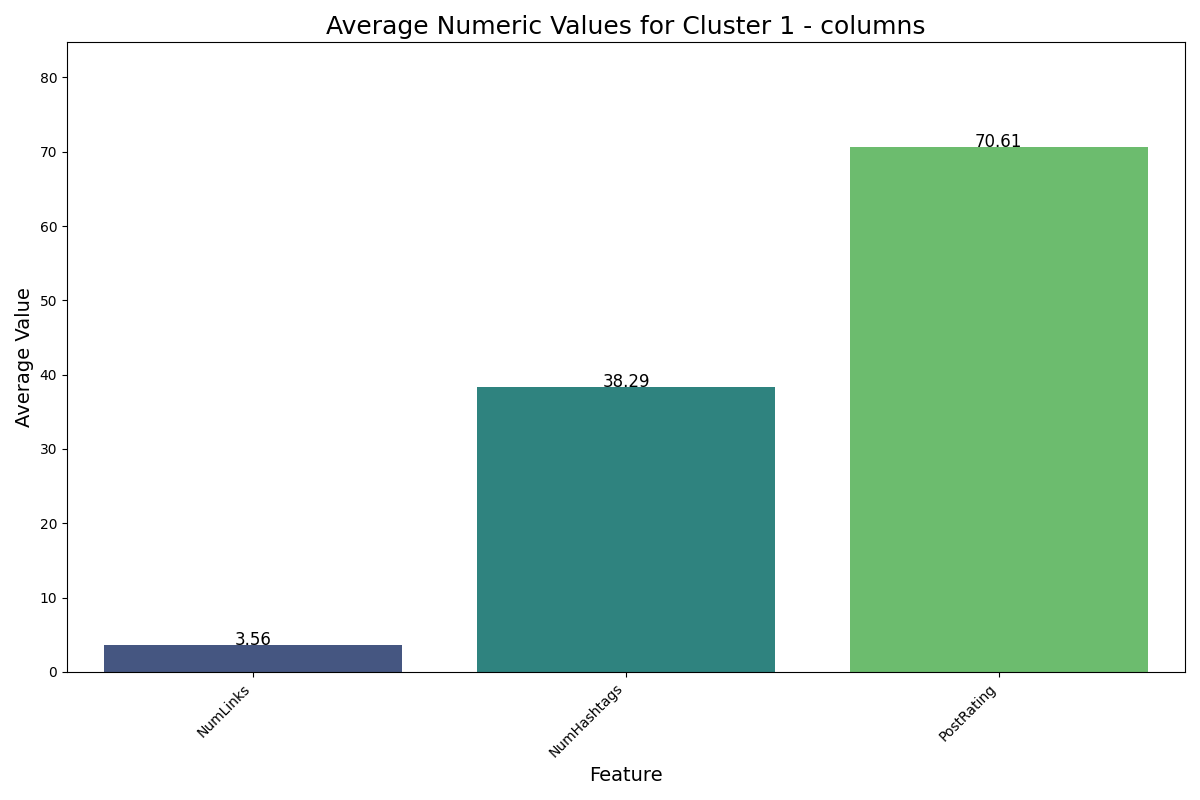 Average Numeric Values for Cluster 1 - columns
Average Value
80
70
60
50
40
30
20
10
0
3.56
38.29
70.61
NumLinks
NumHashtags
PostRating
Feature